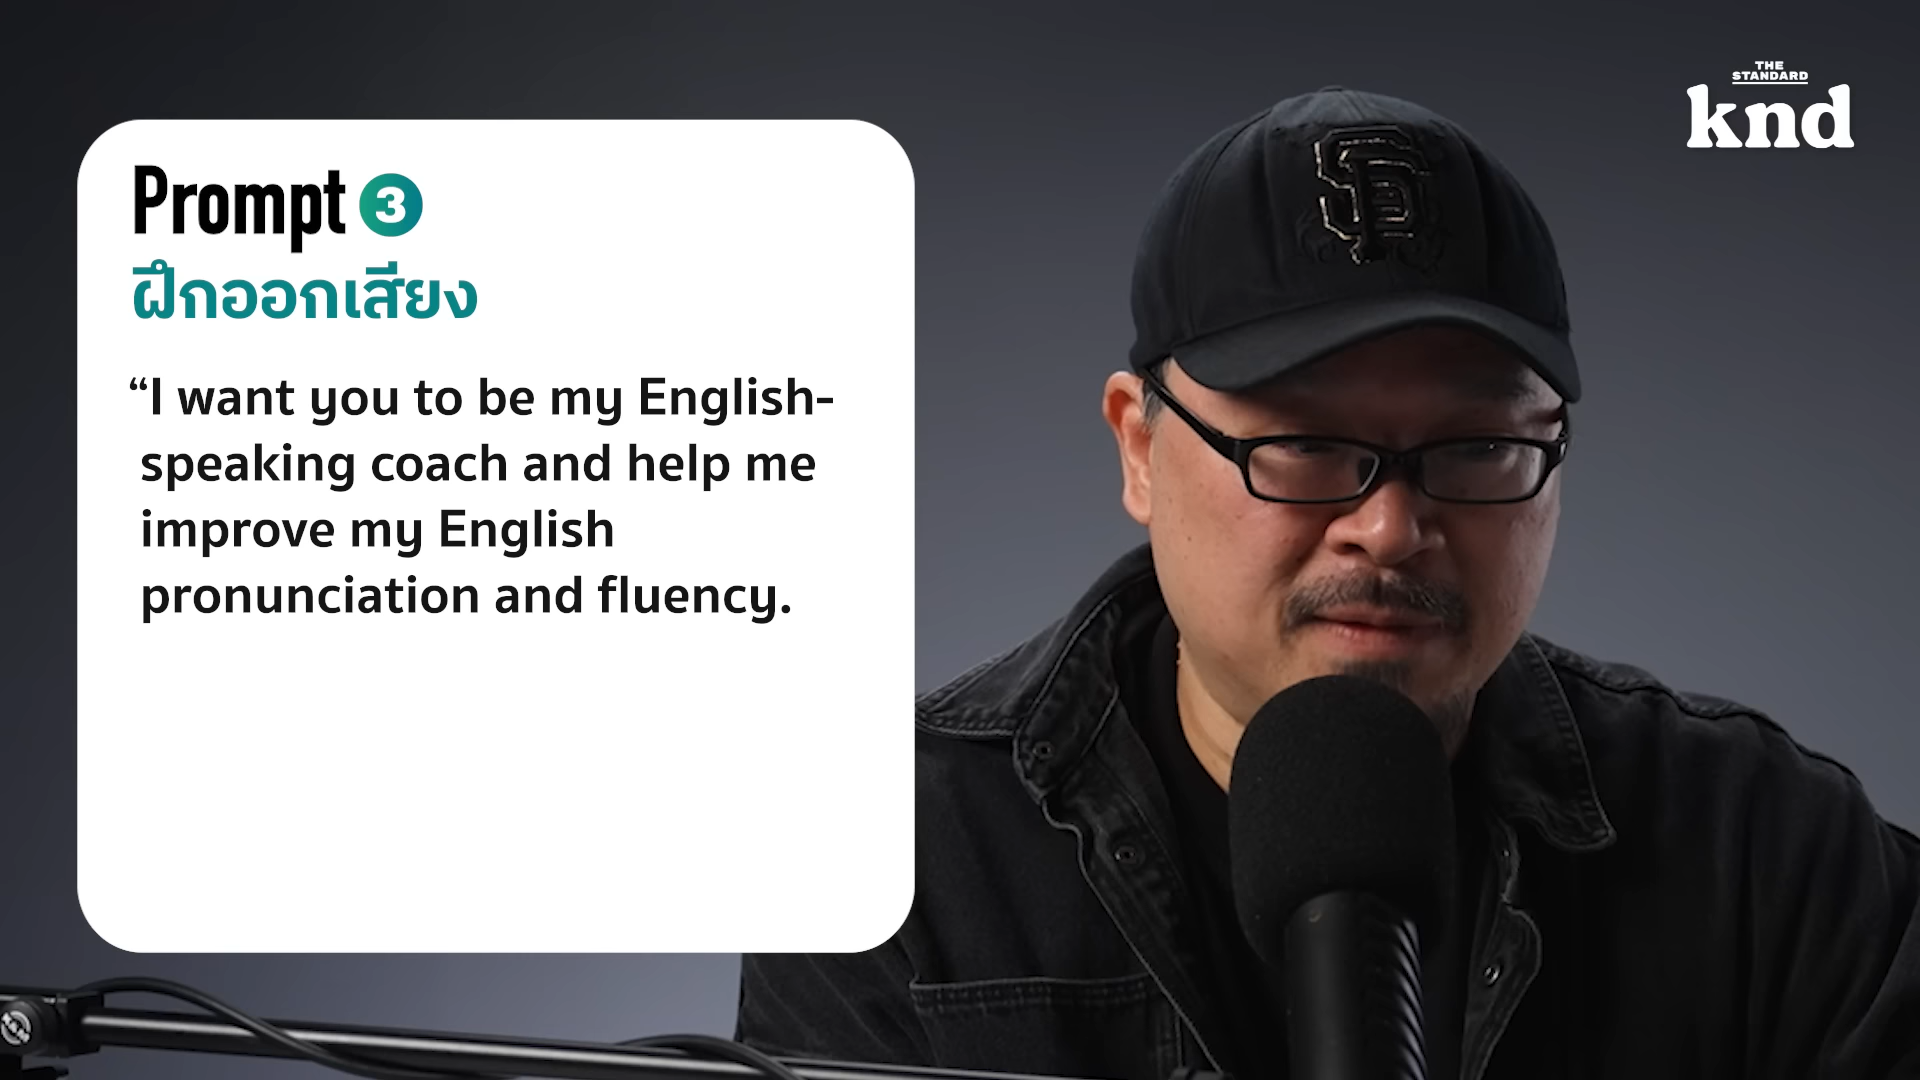 THE
STANDARD
knd
Prompt 3
ฝึกออกเสียง
“I want you to be my English-
speaking coach and help me
improve my English
pronunciation and fluency.
SF
K&M